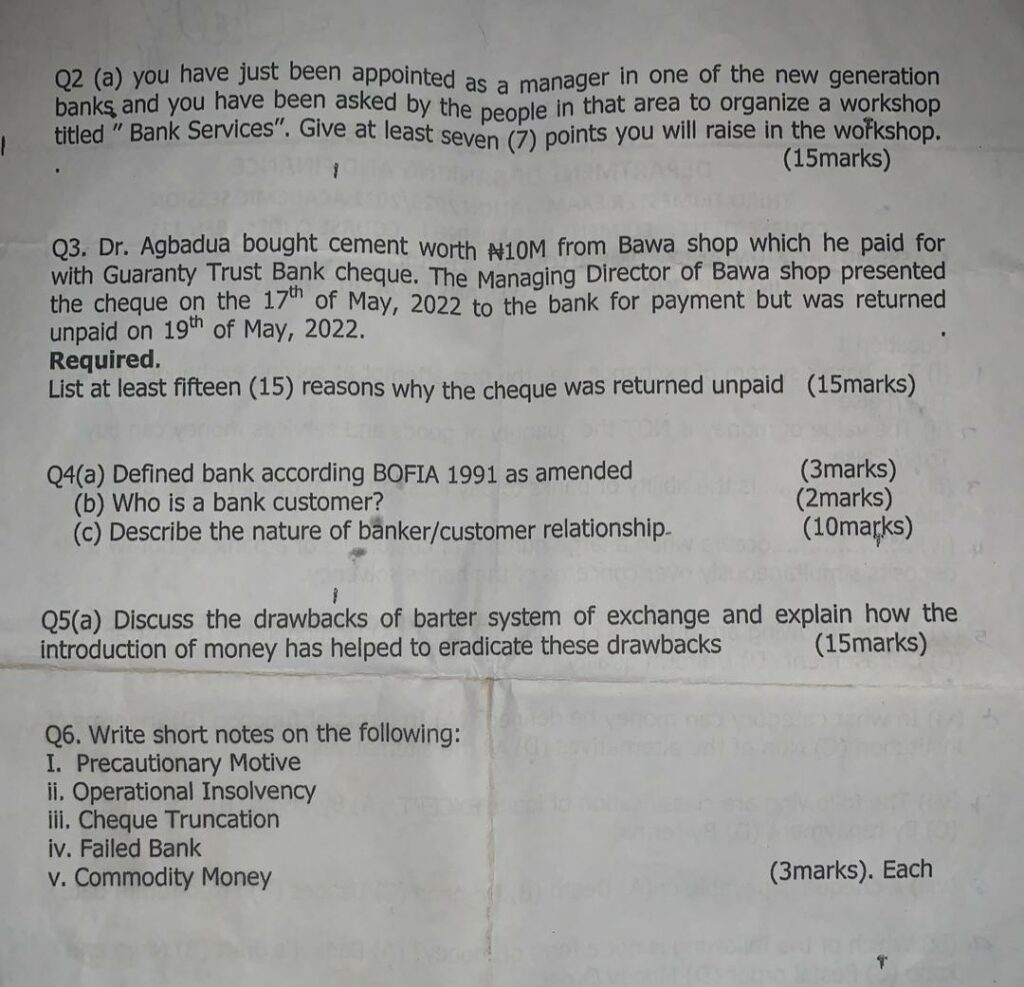 Q2 (a) you have just been appointed as a manager in one of the new generation
banks, and you have been asked by the people in that area to organize a workshop
titled " Bank Services". Give at least seven (7) points you will raise in the workshop.
(15marks)
Q3. Dr. Agbadua bought cement worth ₦10M from Bawa shop which he paid for
with Guaranty Trust Bank cheque. The Managing Director of Bawa shop presented
the cheque on the 17th of May, 2022 to the bank for payment but was returned
unpaid on 19th of May, 2022.
Required.
List at least fifteen (15) reasons why the cheque was returned unpaid (15marks)
Q4(a) Defined bank according BOFIA 1991 as amended (3marks)
(b) Who is a bank customer? (2marks)
(c) Describe the nature of banker/customer relationship. (10marks)
Q5(a) Discuss the drawbacks of barter system of exchange and explain how the
introduction of money has helped to eradicate these drawbacks (15marks)
Q6. Write short notes on the following:
I. Precautionary Motive
ii. Operational Insolvency
iii. Cheque Truncation
iv. Failed Bank
v. Commodity Money (3marks). Each